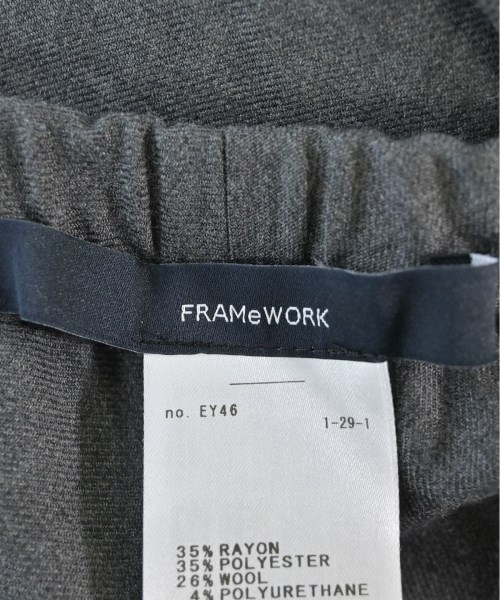 FRAMeWORK
no. EY46 1-29-1
35% RAYON
35% POLYESTER
26% WOOL
4% POLYURETHANE